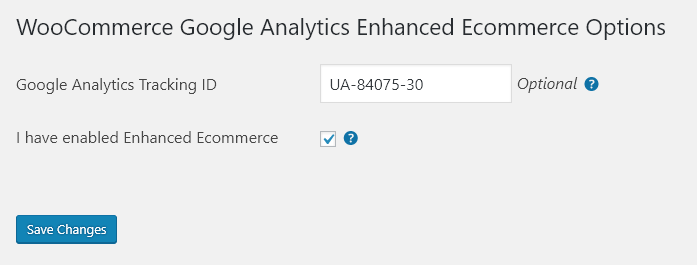 WooCommerce Google Analytics Enhanced Ecommerce Options
Google Analytics Tracking ID UA-84075-30 Optional ?
I have enabled Enhanced Ecommerce ?
Save Changes